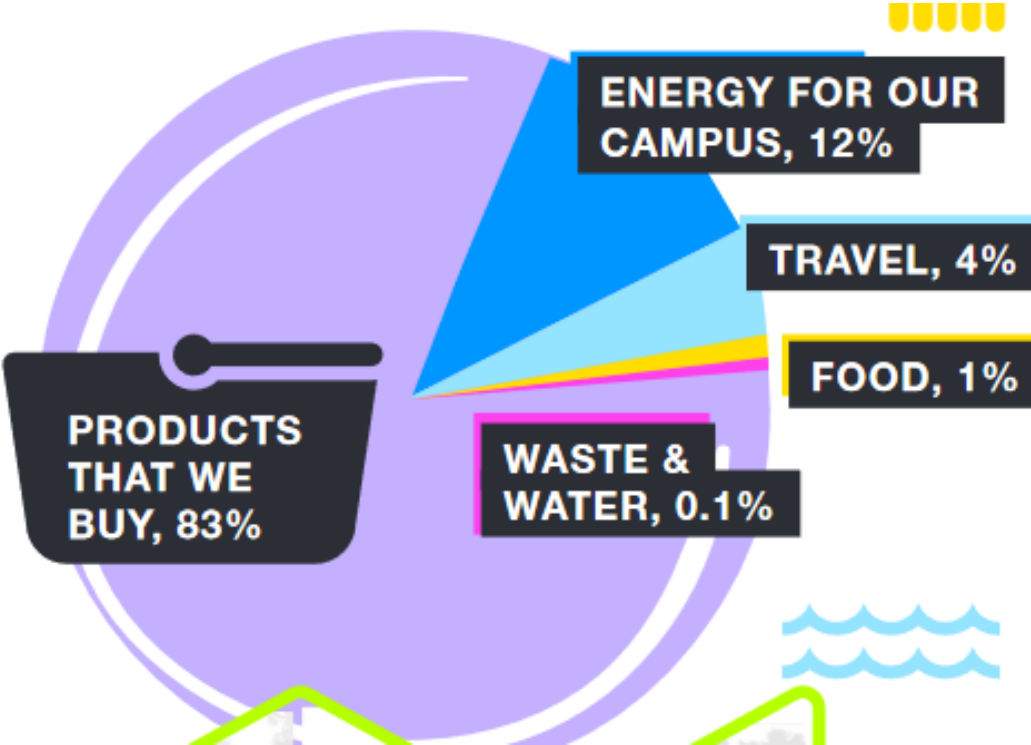 ENERGY FOR OUR
CAMPUS, 12%
TRAVEL, 4%
FOOD, 1%
WASTE &
WATER, 0.1%
PRODUCTS
THAT WE
BUY, 83%